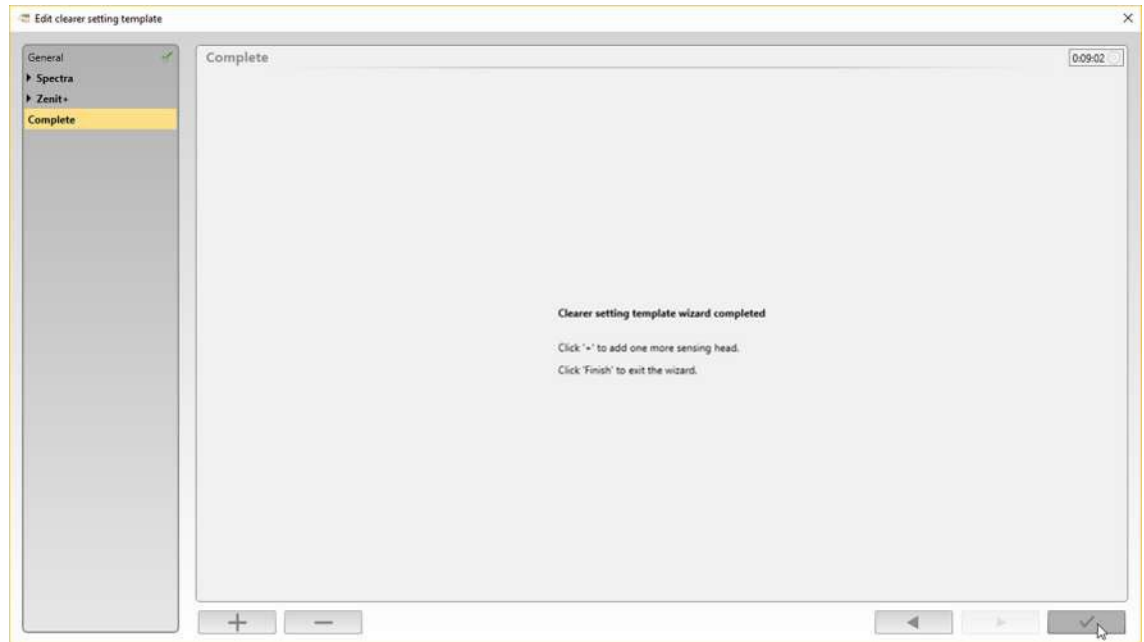 Edit clearer setting template
General
Spectra
Zenit+
Complete
Complete
0:09:02
Clearer setting template wizard completed
Click '+' to add one more sensing head.
Click 'Finish' to exit the wizard.